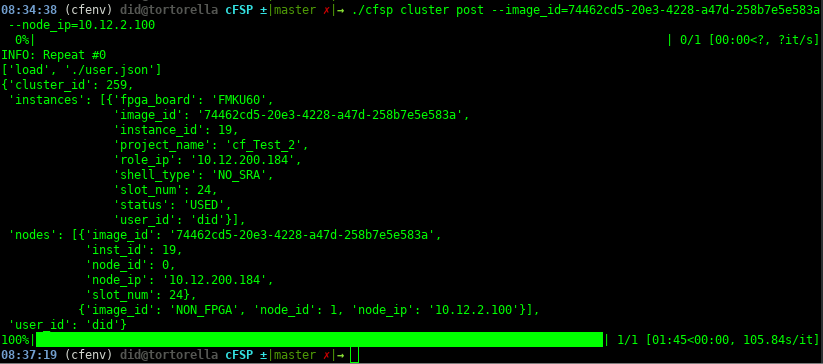 08:34:38 (cfenv) did@tortorella cFSP ±|master ✗|→ ./cfsp cluster post --image_id=74462cd5-20e3-4228-a47d-258b7e5e583a
--node_ip=10.12.2.100
0%| | 0/1 [00:00<?, ?it/s]
INFO: Repeat #0
['load', './user.json']
{'cluster_id': 259,
'instances': [{'fpga_board': 'FMKU60',
'image_id': '74462cd5-20e3-4228-a47d-258b7e5e583a',
'instance_id': 19,
'project_name': 'cf_Test_2',
'role_ip': '10.12.200.184',
'shell_type': 'NO_SRA',
'slot_num': 24,
'status': 'USED',
'user_id': 'did'}],
'nodes': [{'image_id': '74462cd5-20e3-4228-a47d-258b7e5e583a',
'inst_id': 19,
'node_id': 0,
'node_ip': '10.12.200.184',
'slot_num': 24},
{'image_id': 'NON_FPGA', 'node_id': 1, 'node_ip': '10.12.2.100'}],
'user_id': 'did'}
100%| | 1/1 [01:45<00:00, 105.84s/it]
08:37:19 (cfenv) did@tortorella cFSP ±|master ✗|→